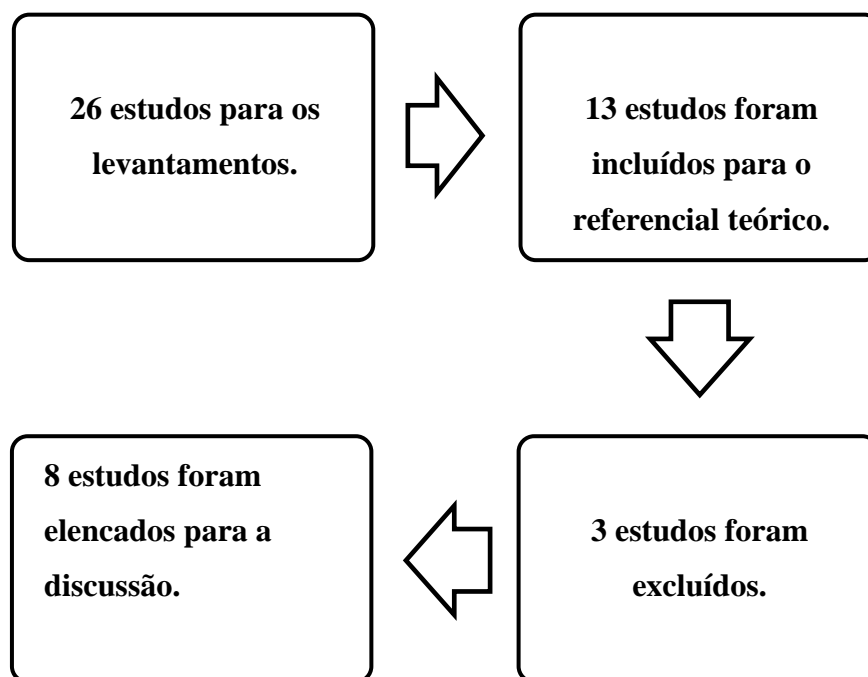 26 estudos para os
levantamentos.
13 estudos foram
incluídos para o
referencial teórico.
3 estudos foram
excluídos.
8 estudos foram
elencados para a
discussão.